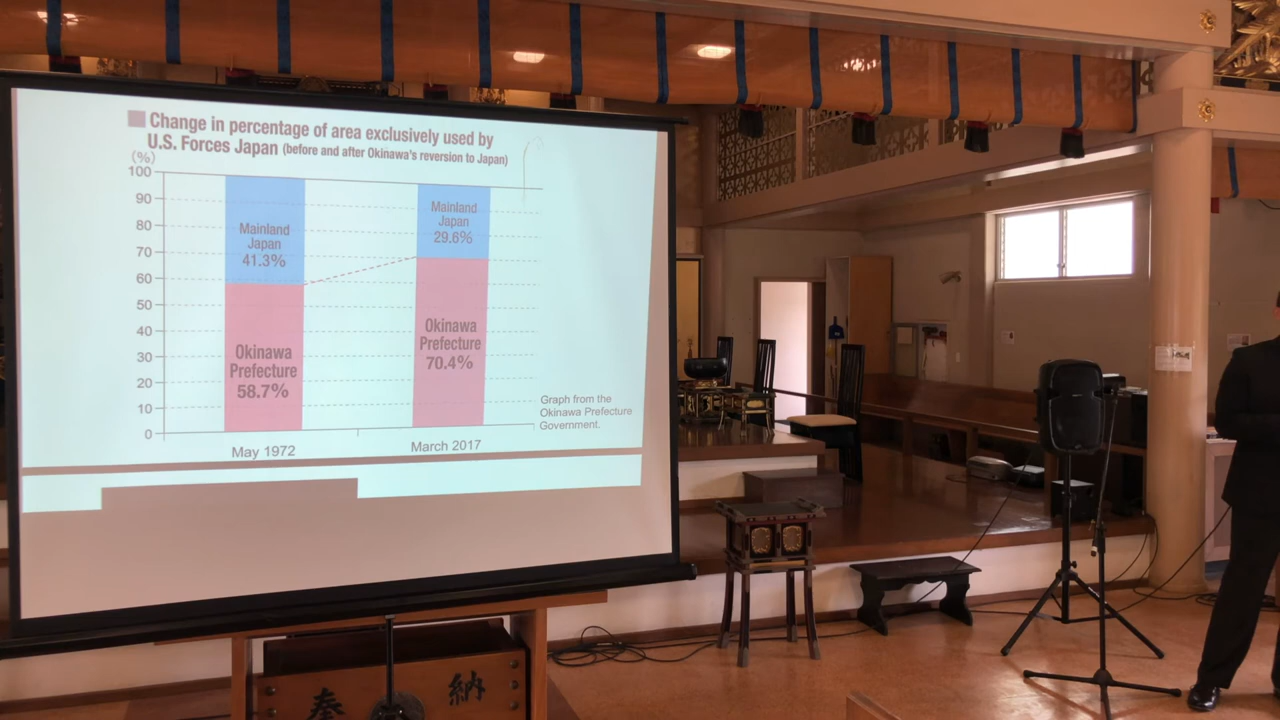 Change in percentage of area exclusively used by
U.S. Forces Japan (before and after Okinawa's reversion to Japan)
(%)
100
90
80
70
60
50
40
30
20
10
0
Mainland
Japan
41.3%
Okinawa
Prefecture
58.7%
Mainland
Japan
29.6%
Okinawa
Prefecture
70.4%
May 1972
March 2017
Graph from the
Okinawa Prefecture
Government.
奉 納